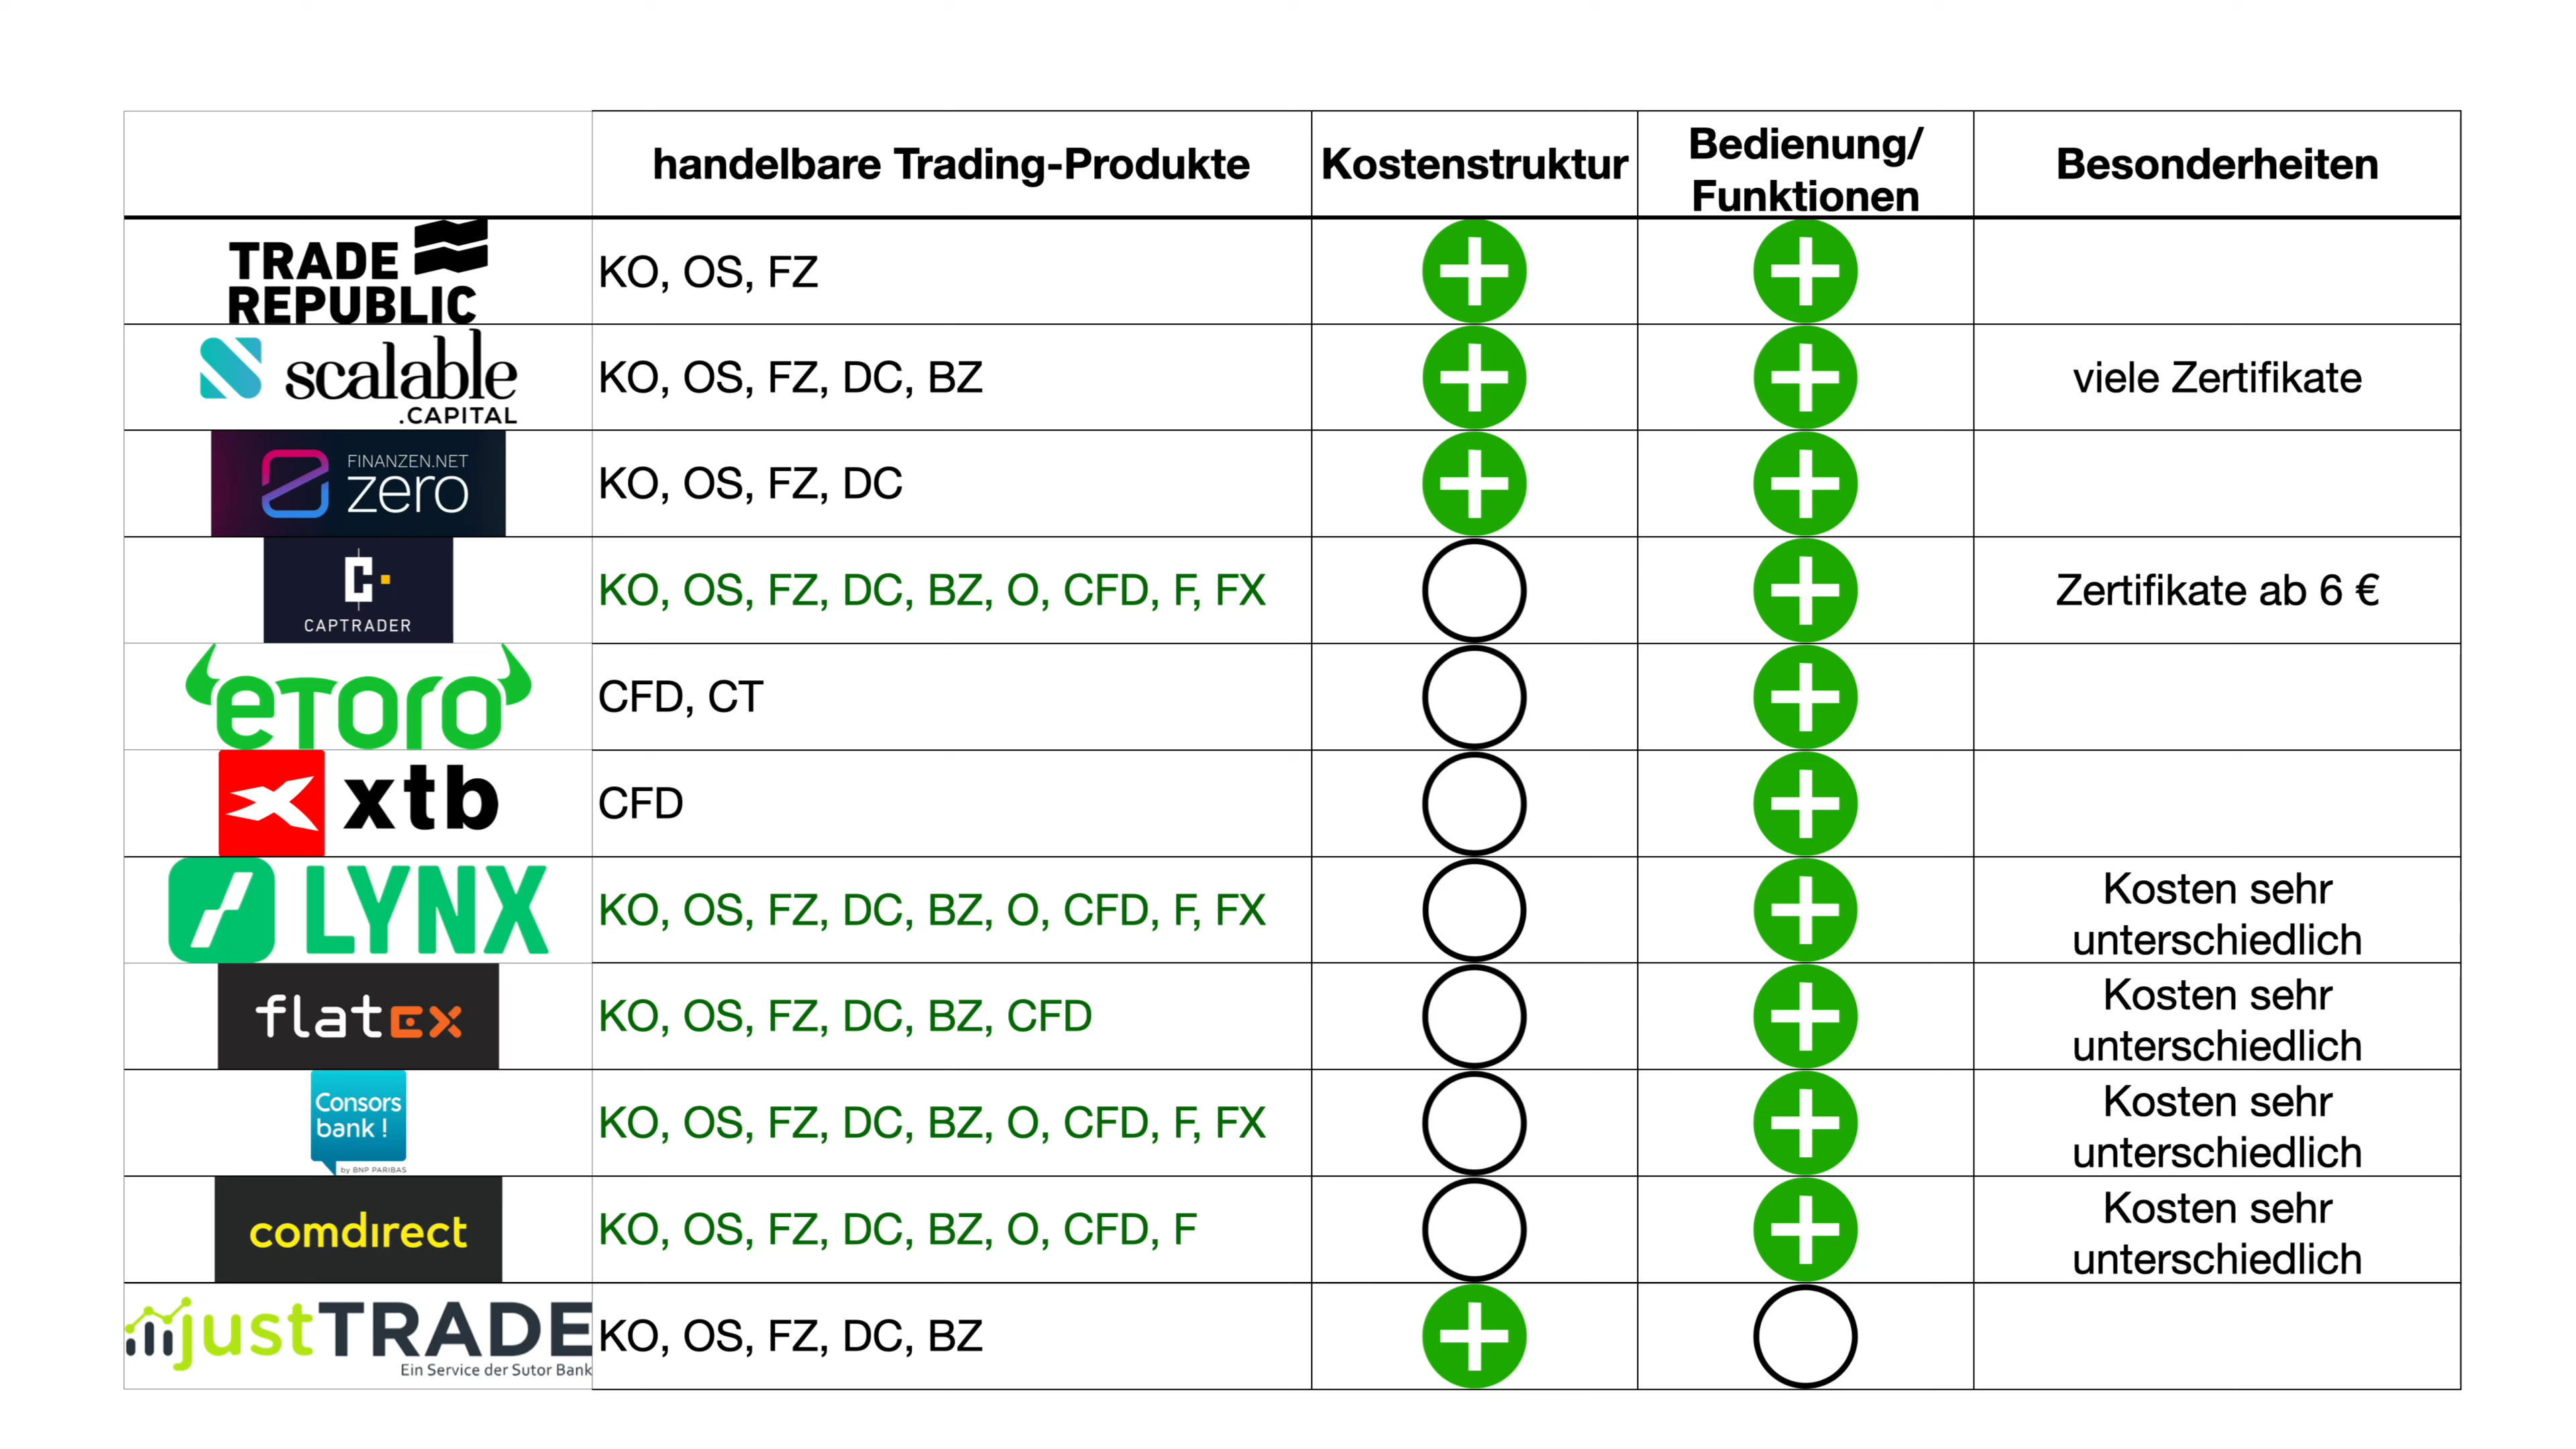 handelbare Trading-Produkte
Kostenstruktur
Bedienung/
Funktionen
Besonderheiten
TRADE
REPUBLIC
KO, OS, FZ
scalable
.CAPITAL
KO, OS, FZ, DC, BZ
viele Zertifikate
FINANZEN.NET
zero
KO, OS, FZ, DC
CAPTRADER
KO, OS, FZ, DC, BZ, O, CFD, F, FX
Zertifikate ab 6 €
eToro
CFD, CT
xtb
CFD
LYNX
KO, OS, FZ, DC, BZ, O, CFD, F, FX
Kosten sehr
unterschiedlich
flatex
KO, OS, FZ, DC, BZ, CFD
Kosten sehr
unterschiedlich
Consors
bank !
by BNP PARIBAS
KO, OS, FZ, DC, BZ, O, CFD, F, FX
Kosten sehr
unterschiedlich
comdirect
KO, OS, FZ, DC, BZ, O, CFD, F
Kosten sehr
unterschiedlich
justTRADE
Ein Service der Sutor Bank
KO, OS, FZ, DC, BZ